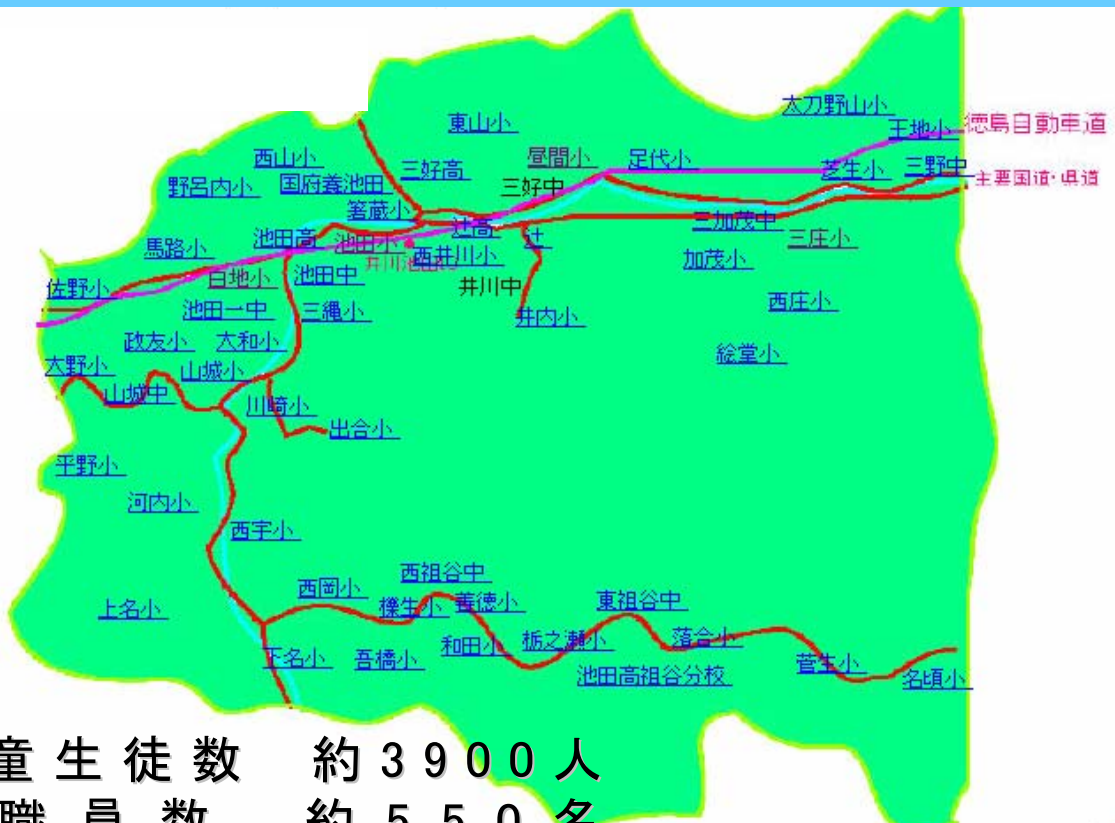 太刀野山小
東山小
王地小
徳島自動車道
西山小
三好高
昼間小
足代小
芝生小
三野中
野呂内小
国府養池田
三好中
主要国道・県道
箸蔵小
三加茂中
辻高
辻
池田高
池田小
三庄小
馬路小
西井川小
加茂小
白地小
池田中
井川中
佐野小
西庄小
池田一中
三縄小
井内小
政友小
大和小
絵堂小
大野小
山城小
山城中
川崎小
出合小
平野小
河内小
西宇小
西祖谷中
西岡小
櫟生小
善徳小
東祖谷中
上名小
和田小
栃之瀬小
落合小
下名小
吾橋小
菅生小
池田高祖谷分校
名頃小
童生徒数 約3900人
職員数 約550名